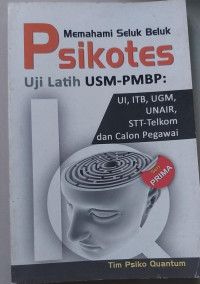 Memahami Seluk Beluk
Psikotes
Uji Latih USM-PMBP:
UI, ITB, UGM,
UNAIR,
STT-Telkom
dan Calon Pegawai
PRIMA
Tim Psiko Quantum